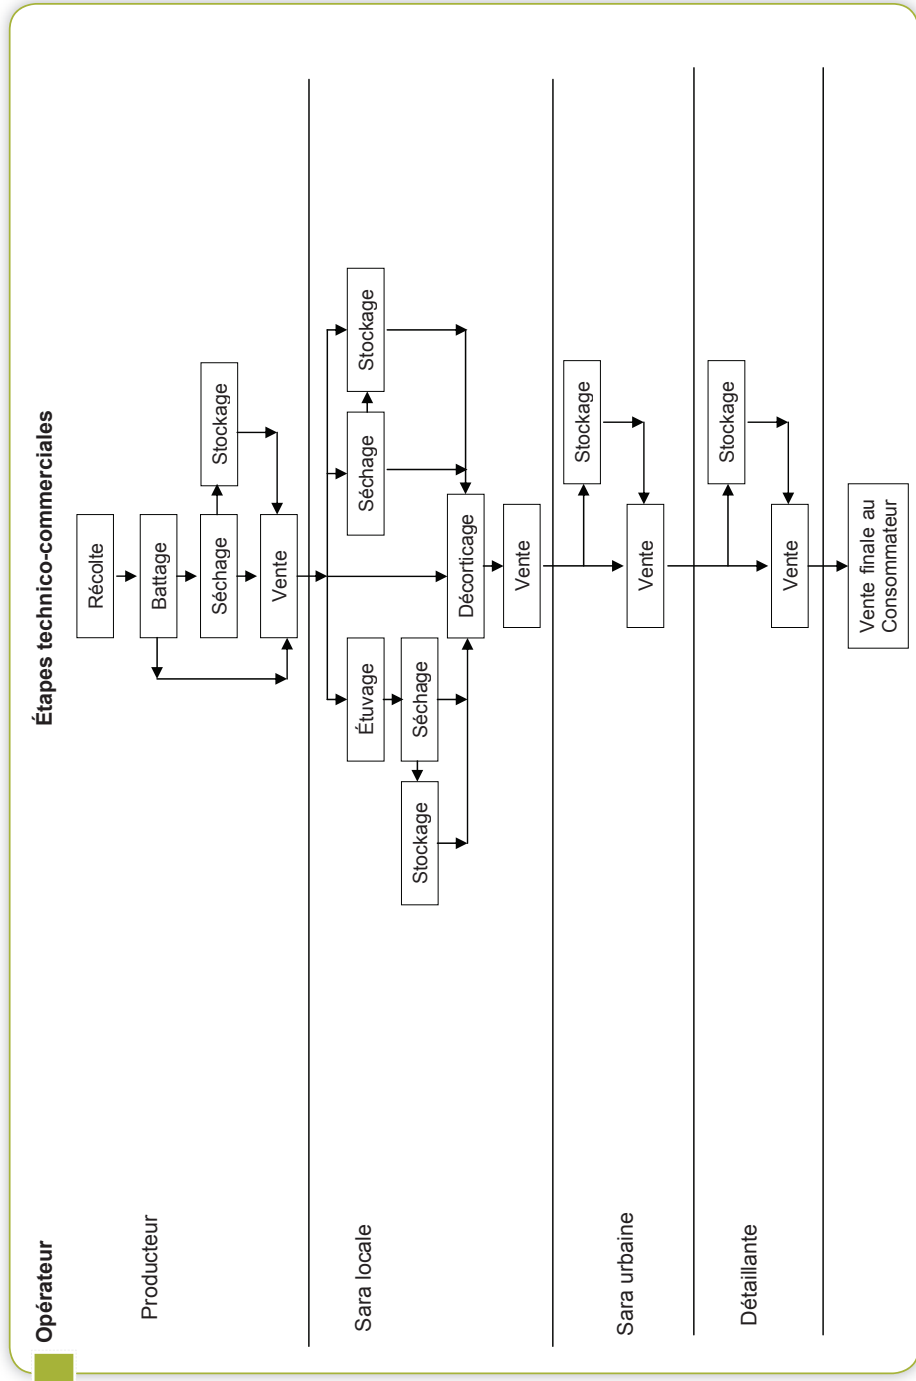 Opérateur
Étapes technico-commerciales
Producteur
Récolte
Battage
Séchage
Stockage
Vente
Sara locale
Étuvage
Séchage
Stockage
Séchage
Stockage
Décorticage
Vente
Sara urbaine
Stockage
Vente
Détaillante
Stockage
Vente
Vente finale au
Consommateur